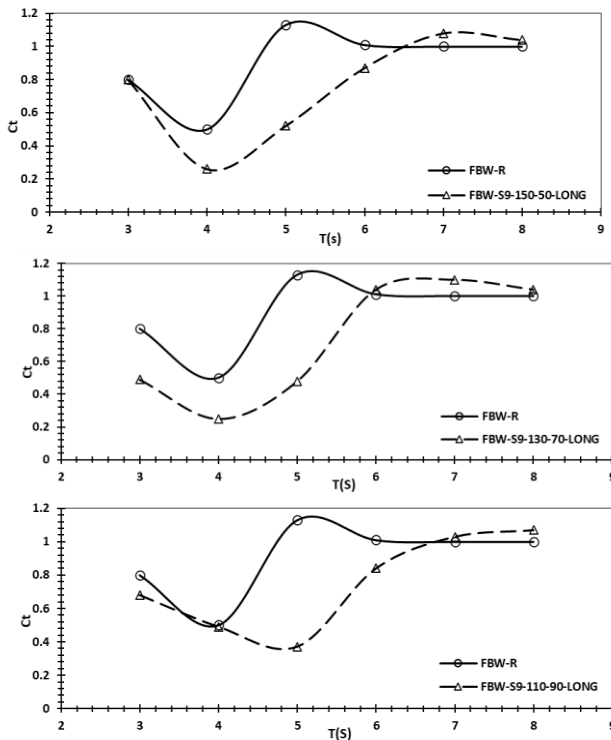 1.2
1
0.8
0.6
0.4
0.2
0
Ct
FBW-R
FBW-S9-150-50-LONG
2 3 4 5 6 7 8 9
T(s)
1.2
1
0.8
0.6
0.4
0.2
0
Ct
FBW-R
FBW-S9-130-70-LONG
2 3 4 5 6 7 8 9
T(S)
1.2
1
0.8
0.6
0.4
0.2
0
Ct
FBW-R
FBW-S9-110-90-LONG
2 3 4 5 6 7 8 9
T(S)